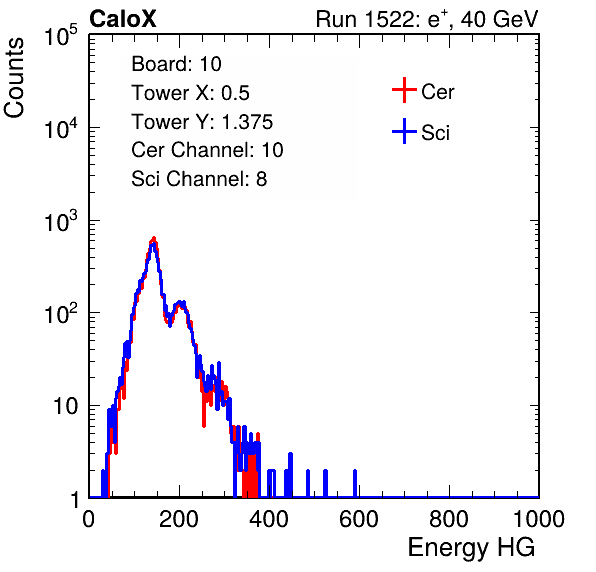 CaloX Run 1522: e⁺, 40 GeV
Counts
10⁵
10⁴
10³
10²
10
1
Board: 10
Tower X: 0.5
Tower Y: 1.375
Cer Channel: 10
Sci Channel: 8
Cer
Sci
0 200 400 600 800 1000
Energy HG